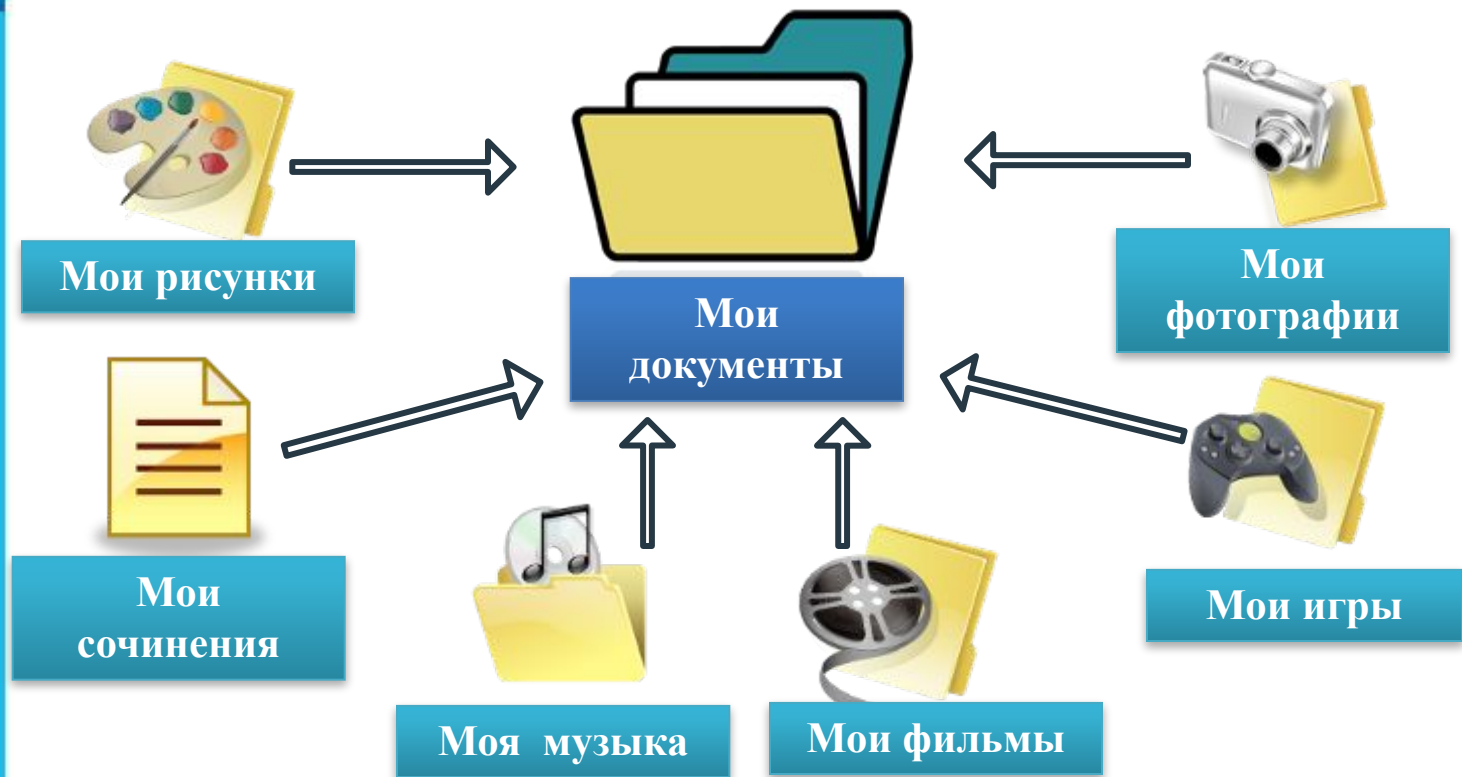 Мои рисунки
Мои
документы
Мои
фотографии
Мои
сочинения
Мои игры
Моя музыка
Мои фильмы